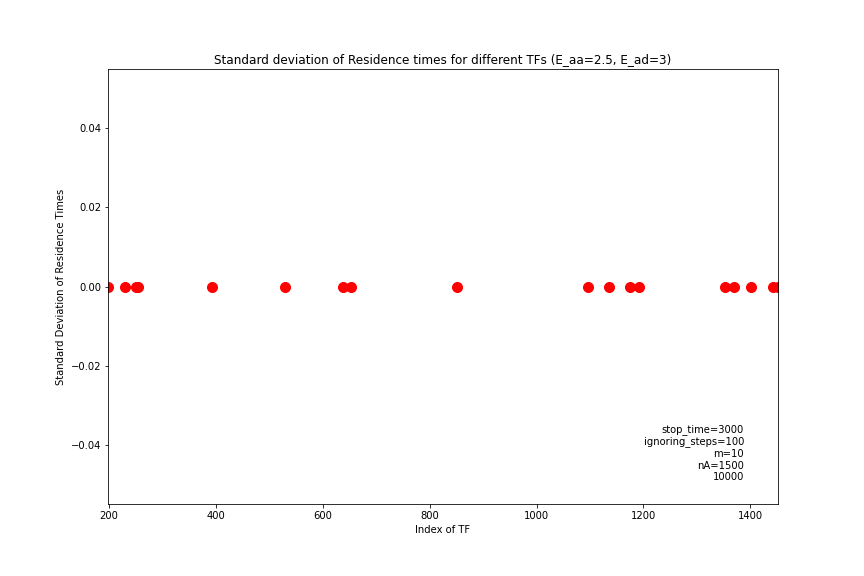 Standard deviation of Residence times for different TFs (E_aa=2.5, E_ad=3)
Standard Deviation of Residence Times
0.04
0.02
0.00
−0.02
−0.04
stop_time=3000
ignoring_steps=100
m=10
nA=1500
10000
200 400 600 800 1000 1200 1400
Index of TF